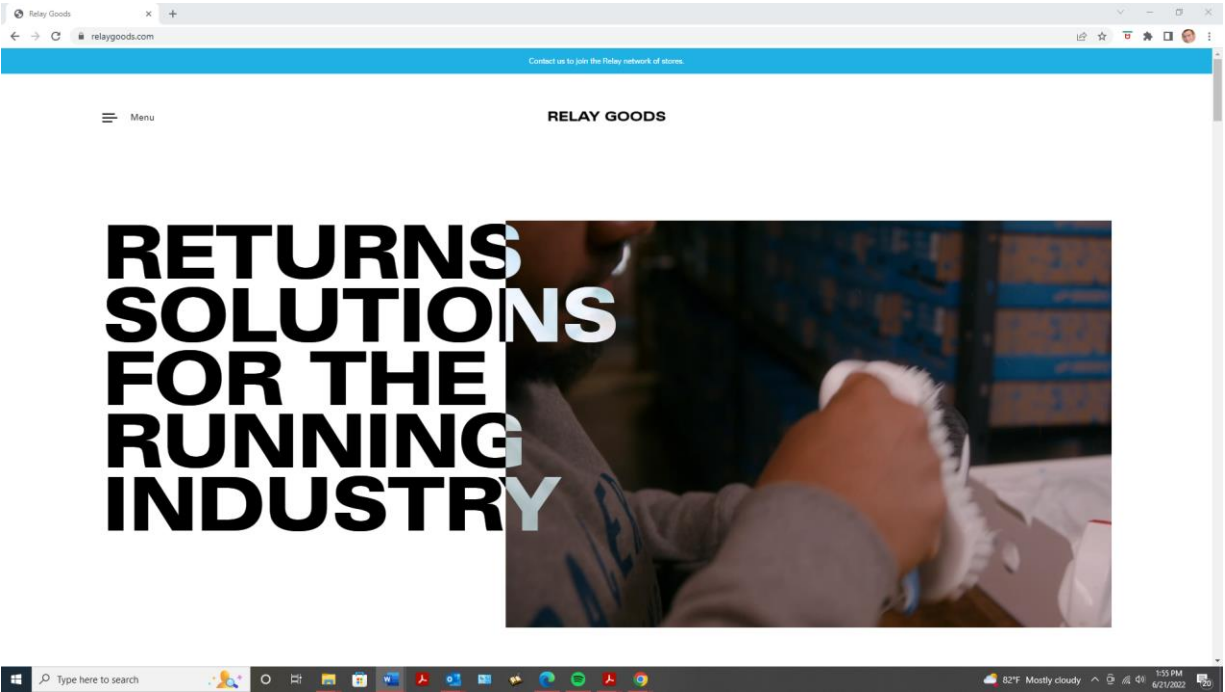 Relay Goods
relaygoods.com
Contact us to join the Relay network of stores.
Menu
RELAY GOODS
RETURNS
SOLUTIONS
FOR THE
RUNNING
INDUSTRY
Type here to search
82°F Mostly cloudy
1:55 PM
6/21/2022
20